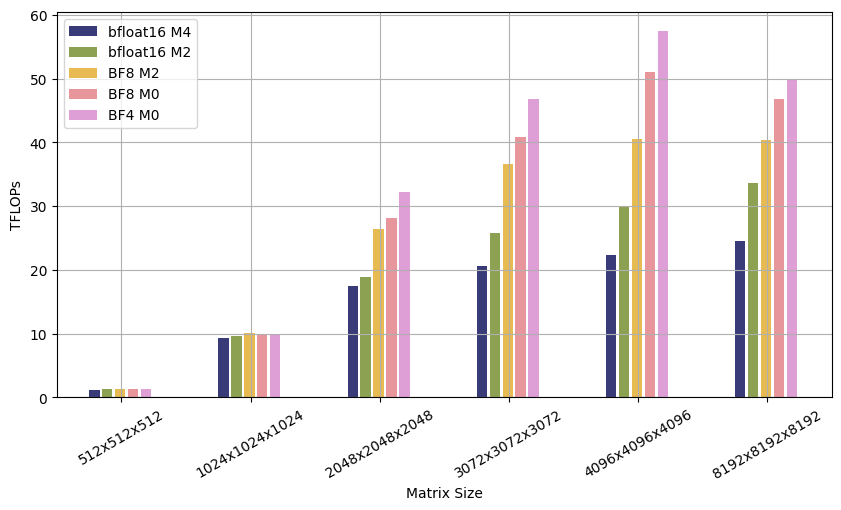 bfloat16 M4
bfloat16 M2
BF8 M2
BF8 M0
BF4 M0
TFLOPs
60
50
40
30
20
10
0
512x512x512
1024x1024x1024
2048x2048x2048
3072x3072x3072
4096x4096x4096
8192x8192x8192
Matrix Size